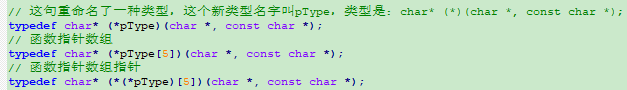 // 这句重命名了一种类型，这个新类型名字叫pType，类型是：char* (*)(char *, const char *);
typedef char* (*pType)(char *, const char *);
// 函数指针数组
typedef char* (*pType[5])(char *, const char *);
// 函数指针数组指针
typedef char* (*(*pType)[5])(char *, const char *);